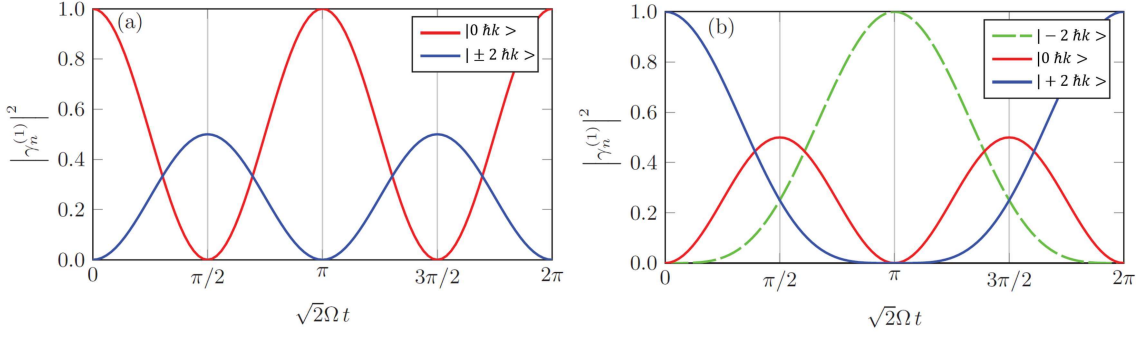 (a)
|0 ħk >
| ± 2 ħk >
1.0
0.8
0.6
0.4
0.2
0.0
|γₙ⁽¹⁾|²
0 π/2 π 3π/2 2π
√2Ω t
(b)
| − 2 ħk >
|0 ħk >
| + 2 ħk >
1.0
0.8
0.6
0.4
0.2
0.0
|γₙ⁽¹⁾|²
0 π/2 π 3π/2 2π
√2Ω t